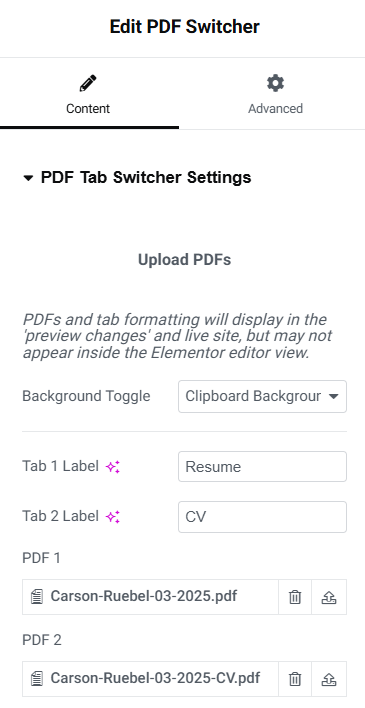 Edit PDF Switcher
Content
Advanced
PDF Tab Switcher Settings
Upload PDFs
PDFs and tab formatting will display in the
'preview changes' and live site, but may not
appear inside the Elementor editor view.
Background Toggle
Clipboard Backgrour
Tab 1 Label
Resume
Tab 2 Label
CV
PDF 1
Carson-Ruebel-03-2025.pdf
PDF 2
Carson-Ruebel-03-2025-CV.pdf